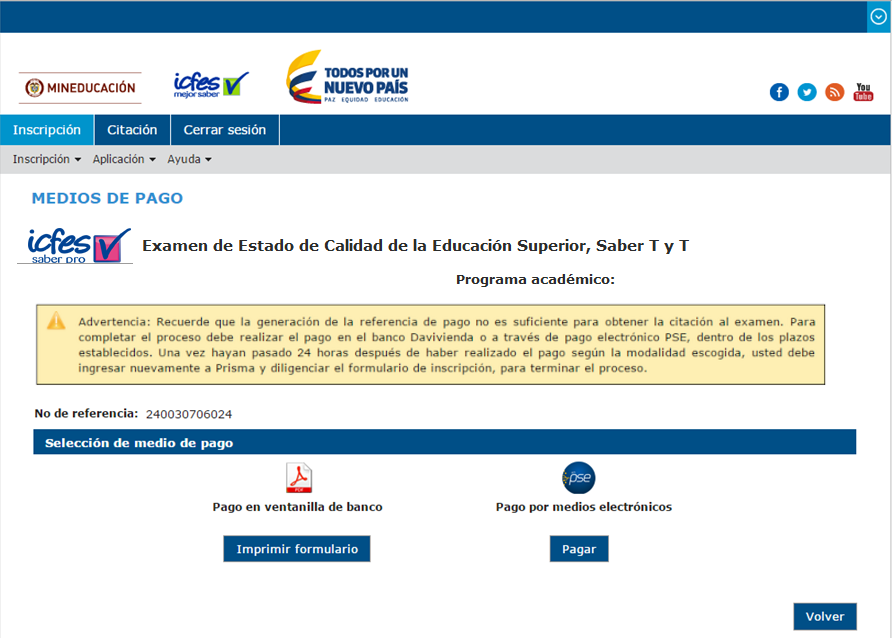 MINEDUCACIÓN
icfes
mejor saber
TODOS POR UN
NUEVO PAÍS
PAZ EQUIDAD EDUCACIÓN
You
Tube
Inscripción Citación Cerrar sesión
Inscripción Aplicación Ayuda
MEDIOS DE PAGO
icfes
saber pro
Examen de Estado de Calidad de la Educación Superior, Saber T y T
Programa académico:
Advertencia: Recuerde que la generación de la referencia de pago no es suficiente para obtener la citación al examen. Para
completar el proceso debe realizar el pago en el banco Davivienda o a través de pago electrónico PSE, dentro de los plazos
establecidos. Una vez hayan pasado 24 horas después de haber realizado el pago según la modalidad escogida, usted debe
ingresar nuevamente a Prisma y diligenciar el formulario de inscripción, para terminar el proceso.
No de referencia: 240030706024
Selección de medio de pago
PDF
pse
Pago en ventanilla de banco Pago por medios electrónicos
Imprimir formulario Pagar
Volver